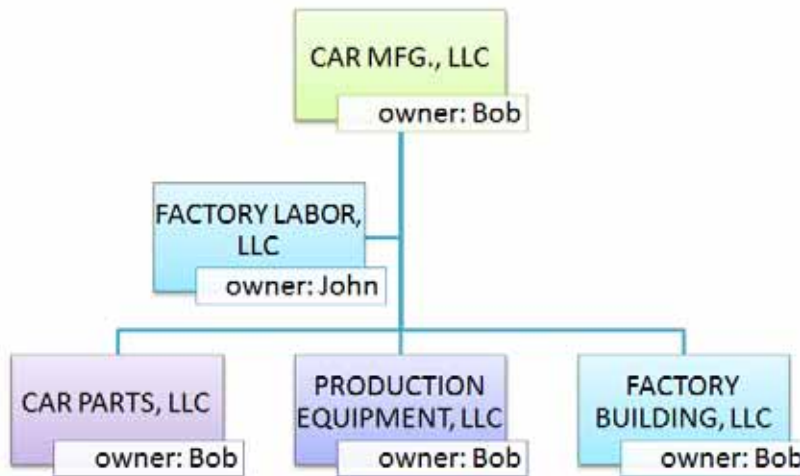 CAR MFG., LLC
owner: Bob
FACTORY LABOR,
LLC
owner: John
CAR PARTS, LLC
owner: Bob
PRODUCTION
EQUIPMENT, LLC
owner: Bob
FACTORY
BUILDING, LLC
owner: Bob